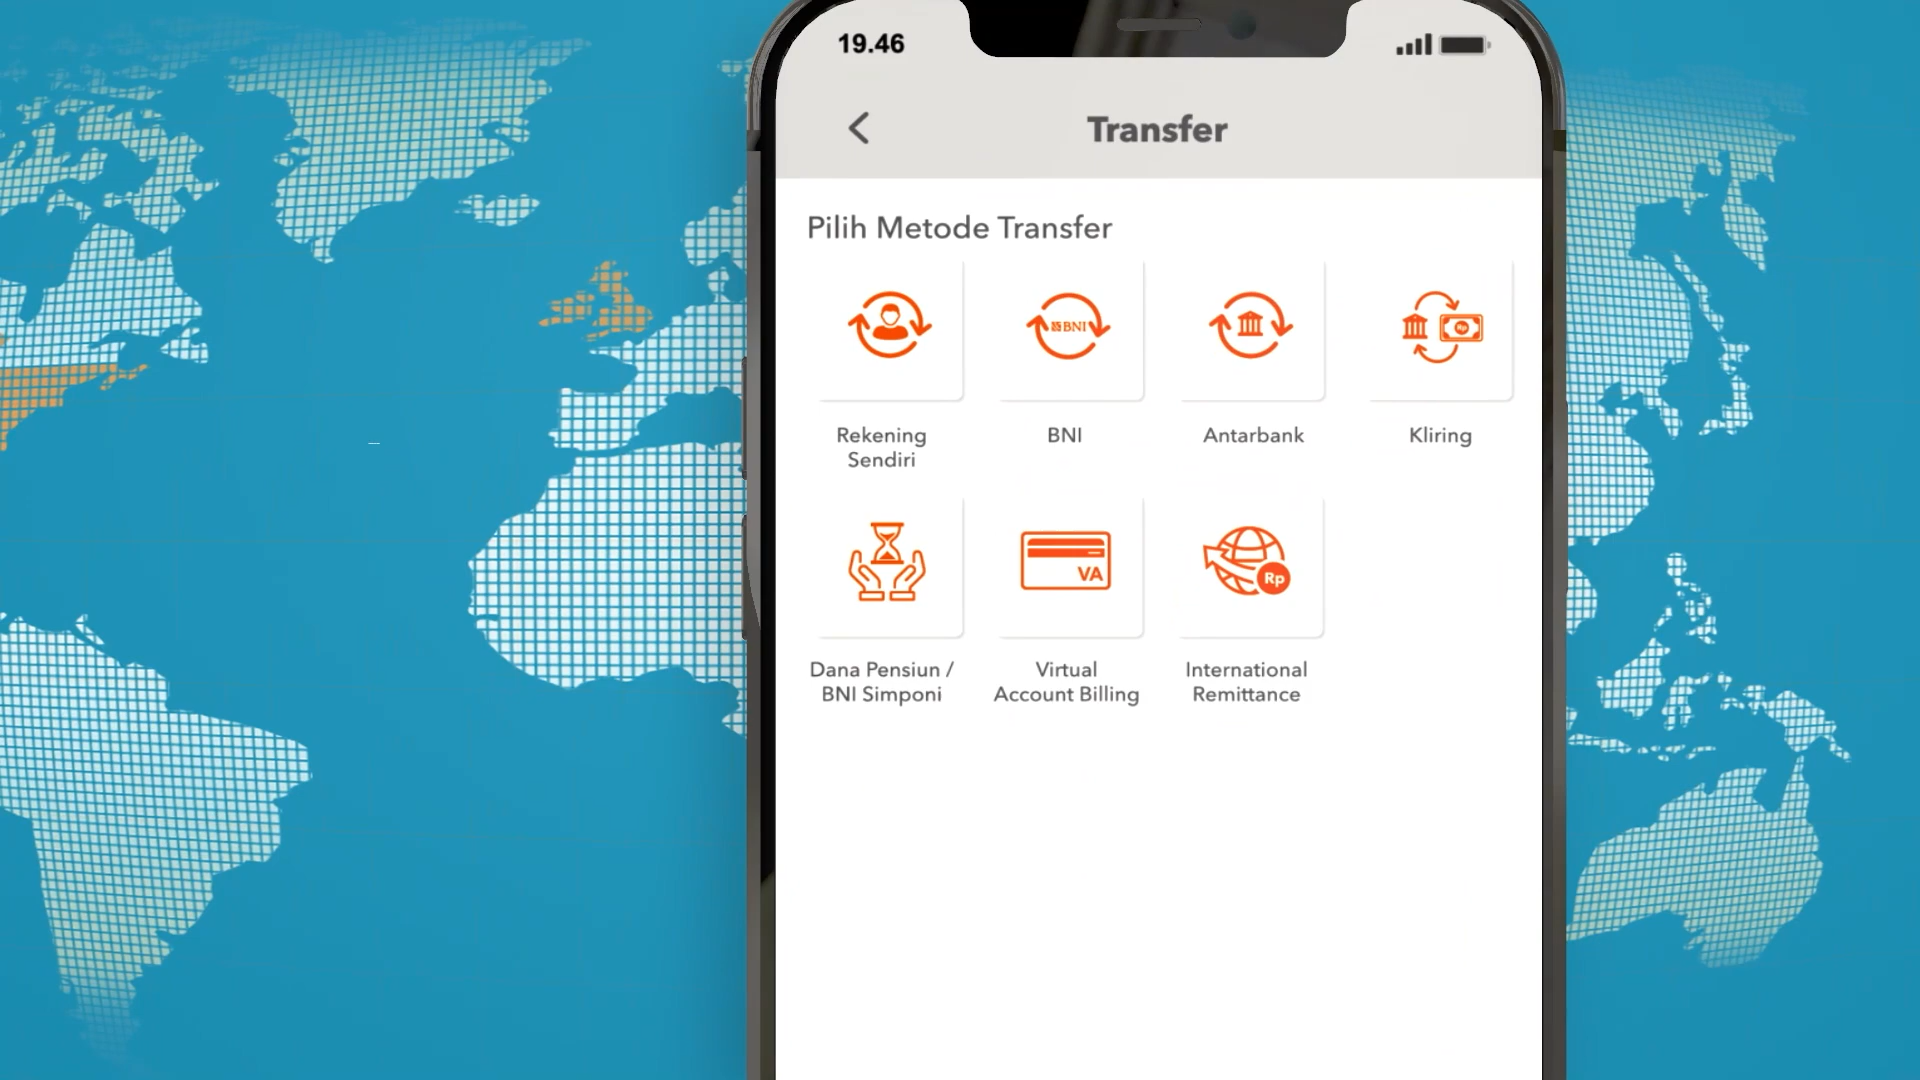 19.46
Transfer
Pilih Metode Transfer
BNI
Rekening
Sendiri
BNI
Antarbank
Kliring
VA
Rp
Dana Pensiun /
BNI Simponi
Virtual
Account Billing
International
Remittance